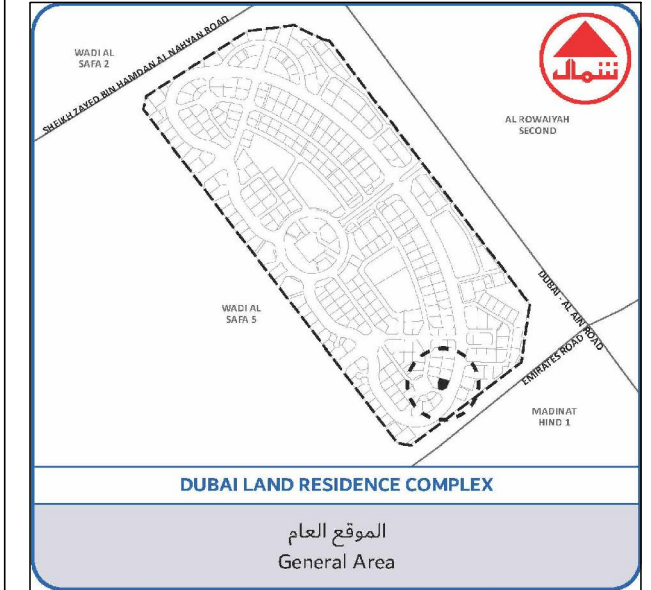 WADI AL
SAFA 2
SHEIKH ZAYED BIN HAMDAN AL NAHYAN ROAD
شمال
AL ROWAIYAH
SECOND
WADI AL
SAFA 5
DUBAI - AL AIN ROAD
EMIRATES ROAD
MADINAT
HIND 1
DUBAI LAND RESIDENCE COMPLEX
الموقع العام
General Area